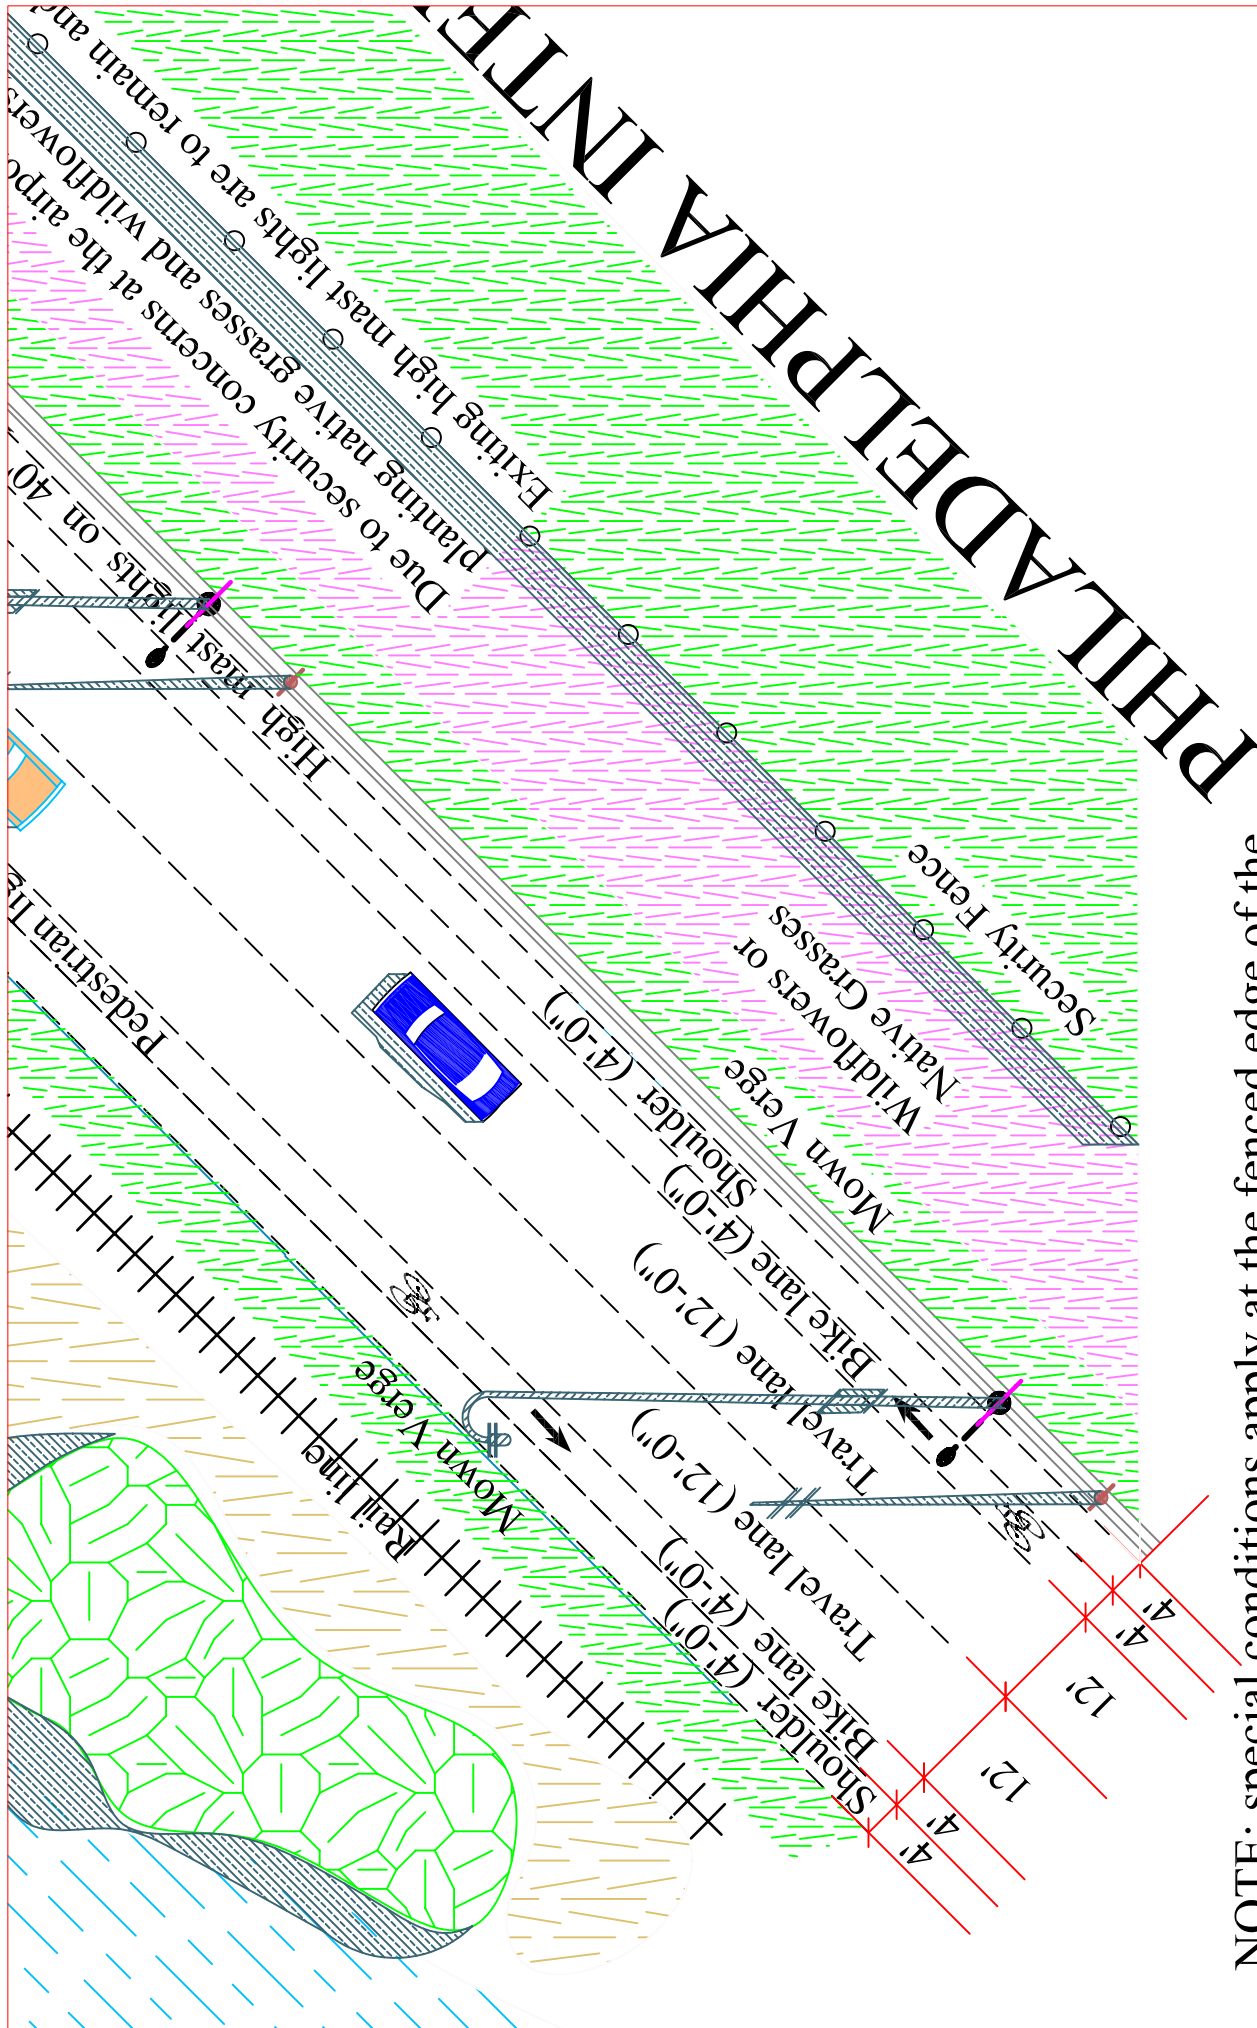 PHILADELPHIA INTE
Exiting high mast lights are to remain and
Due to security concerns at the airpo
planting native grasses and wildflowers
High mast lights on 40'
Pedestrian lig
Security Fence
Wildflowers or
Native Grasses
Mown Verge
Shoulder (4'-0")
Bike lane (4'-0")
Travel lane (12'-0")
Travel lane (12'-0")
Bike lane (4'-0")
Shoulder (4'-0")
Mown Verge
Rail line
4'
4'
12'
12'
4'
4'
NOTE: special conditions apply at the fenced edge of the